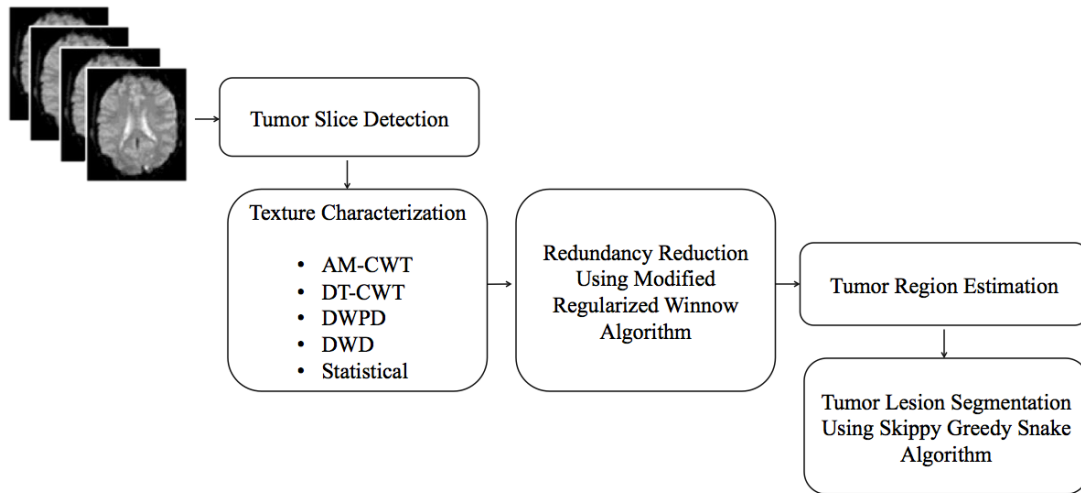 Tumor Slice Detection
Texture Characterization
• AM-CWT
• DT-CWT
• DWPD
• DWD
• Statistical
Redundancy Reduction
Using Modified
Regularized Winnow
Algorithm
Tumor Region Estimation
Tumor Lesion Segmentation
Using Skippy Greedy Snake
Algorithm